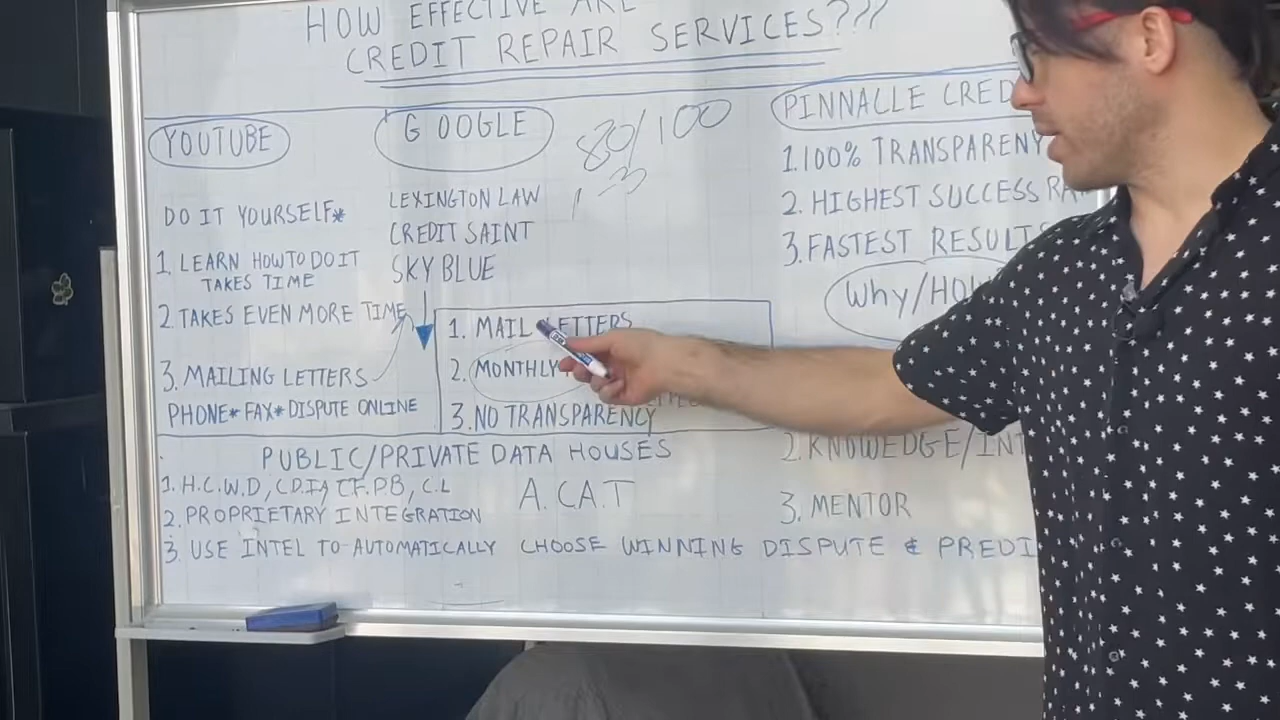 HOW EFFECTIVE ARE
CREDIT REPAIR SERVICES???
YOUTUBE
DO IT YOURSELF*
1. LEARN HOW TO DO IT
TAKES TIME
2. TAKES EVEN MORE TIME
3. MAILING LETTERS
PHONE* FAX* DISPUTE ONLINE
GOOGLE
LEXINGTON LAW
CREDIT SAINT
SKY BLUE
80/100
1. MAIL LETTERS
2. MONTHLY
3. NO TRANSPARENCY
PINNACLE CRED
1. 100% TRANSPARENY
2. HIGHEST SUCCESS RA
3. FASTEST RESULTS
Why/HOW
2. KNOWEDGE/INT
3. MENTOR
PUBLIC/PRIVATE DATA HOUSES
1. H.C.W.D, C.D.I.A, C.F.P.B, C.L
A.C.A.T
2. PROPRIETARY INTEGRATION
3. USE INTEL TO AUTOMATICALLY CHOOSE WINNING DISPUTE & PREDI